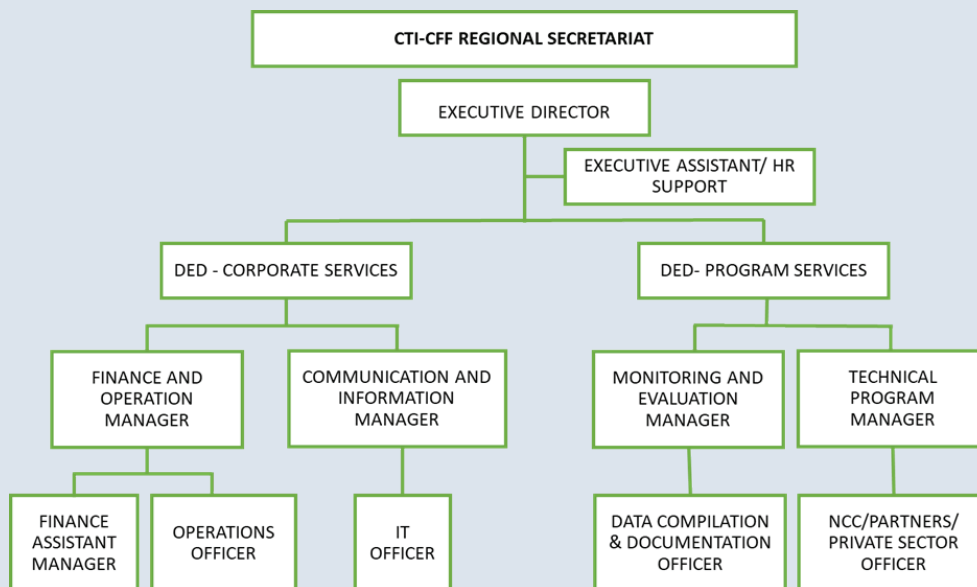 CTI-CFF REGIONAL SECRETARIAT
EXECUTIVE DIRECTOR
EXECUTIVE ASSISTANT/ HR
SUPPORT
DED - CORPORATE SERVICES
DED- PROGRAM SERVICES
FINANCE AND
OPERATION
MANAGER
COMMUNICATION AND
INFORMATION
MANAGER
MONITORING AND
EVALUATION
MANAGER
TECHNICAL
PROGRAM
MANAGER
FINANCE
ASSISTANT
MANAGER
OPERATIONS
OFFICER
IT
OFFICER
DATA COMPILATION
& DOCUMENTATION
OFFICER
NCC/PARTNERS/
PRIVATE SECTOR
OFFICER